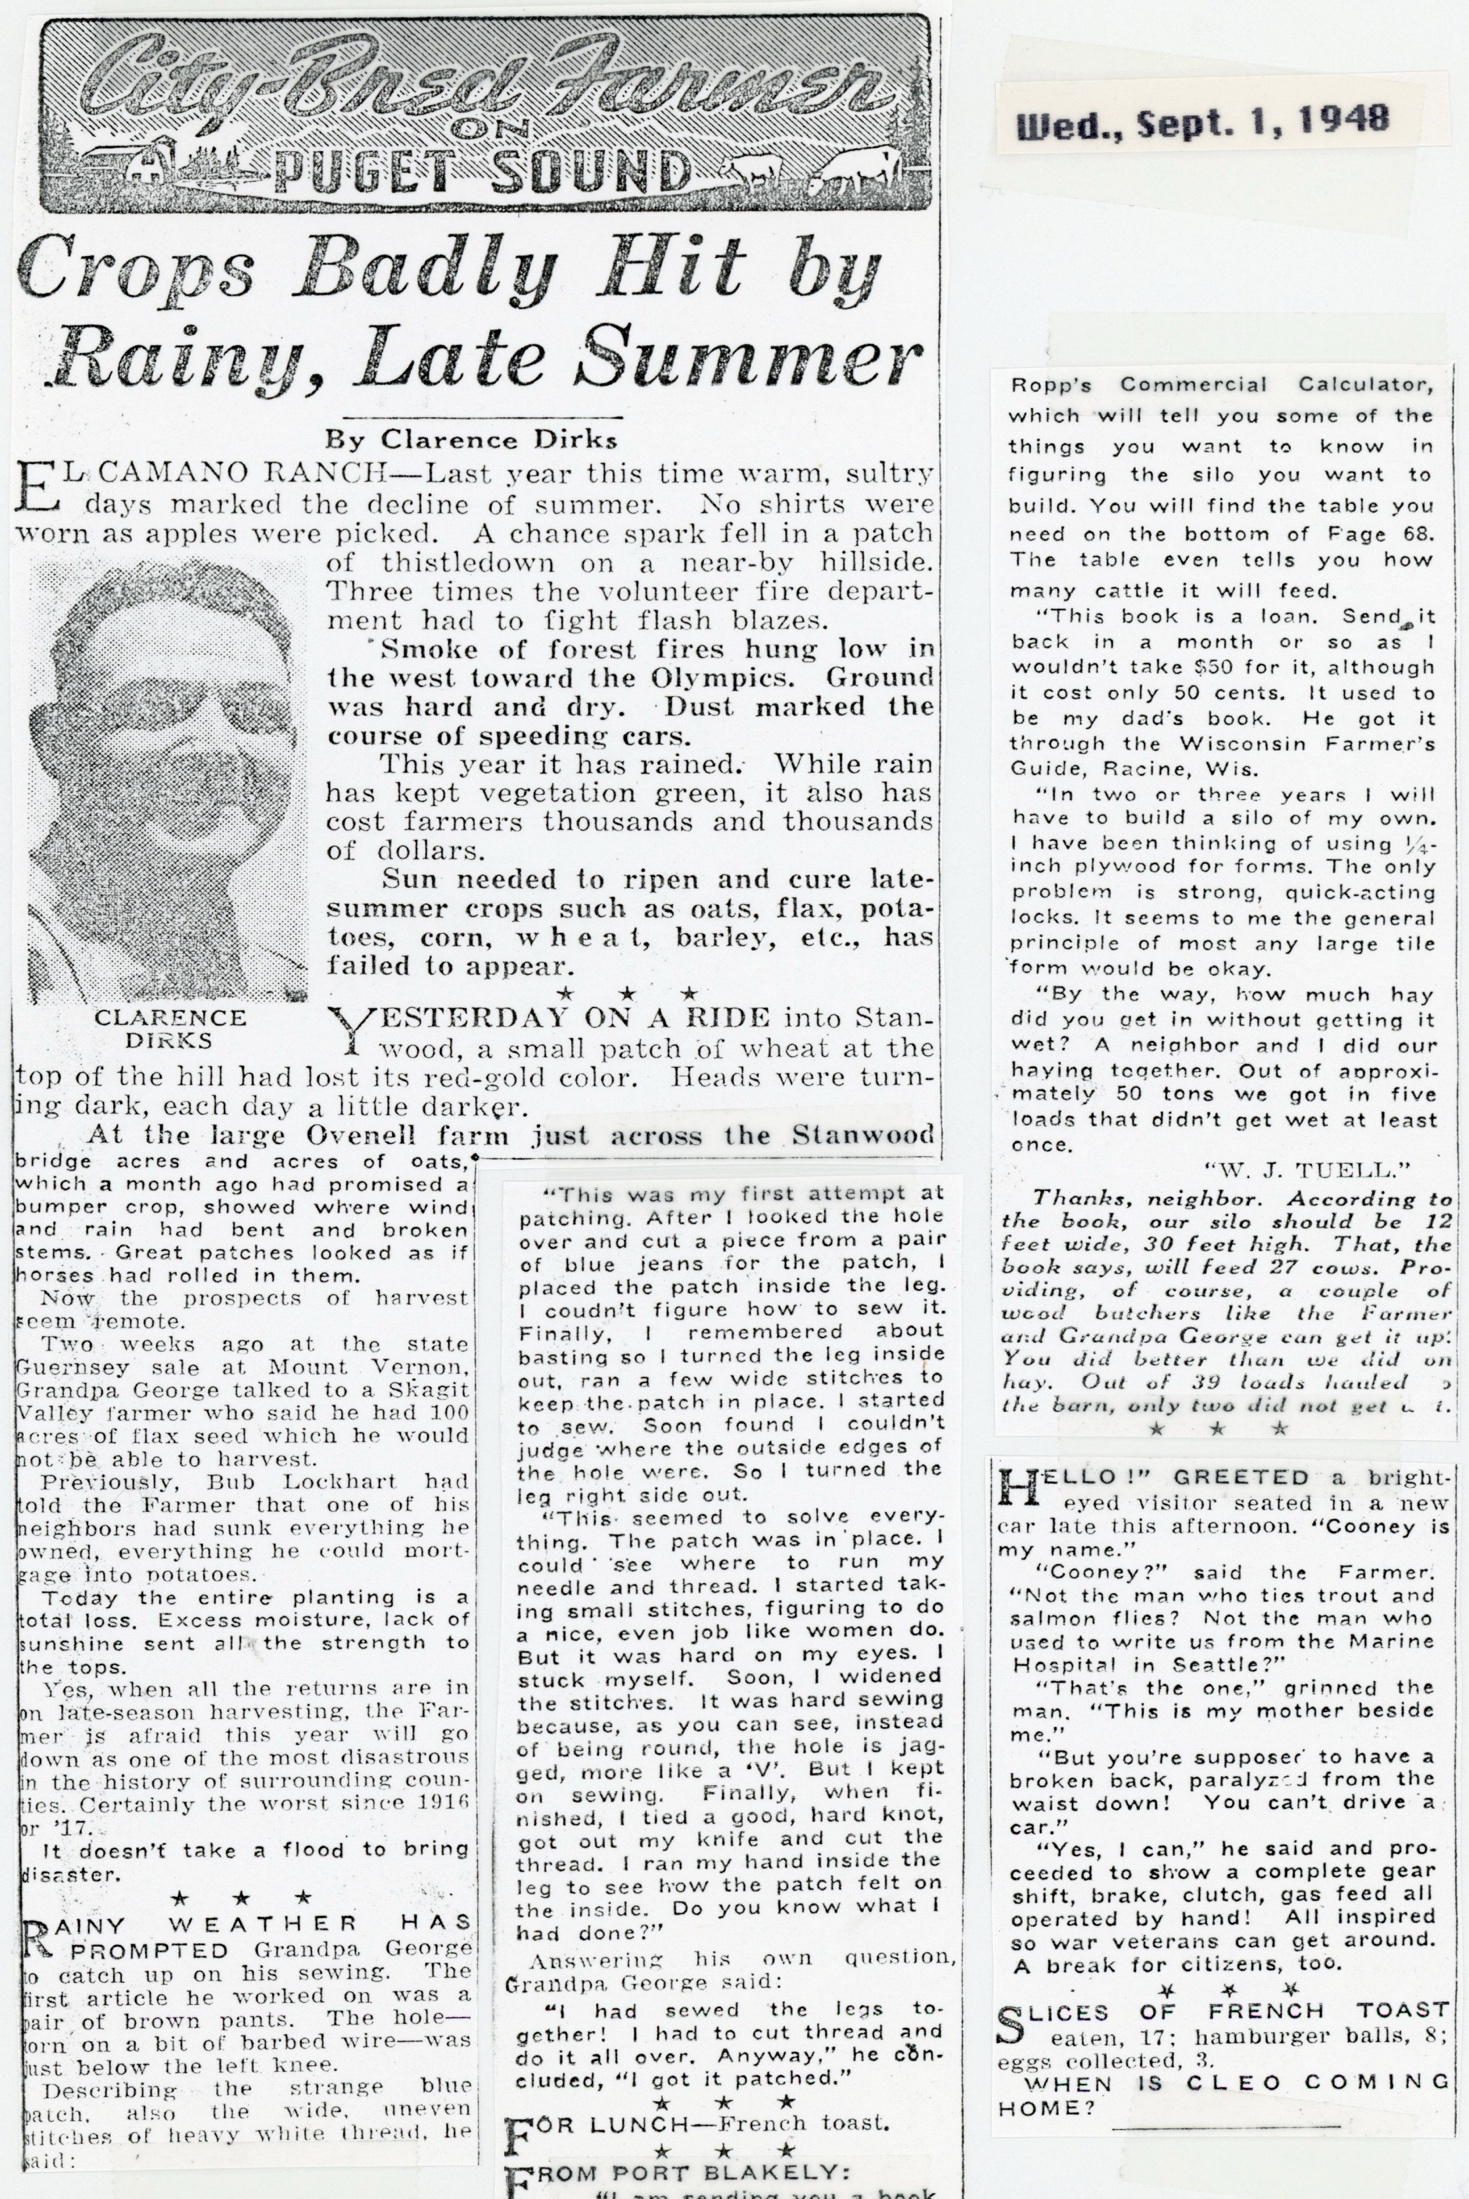 City-Bred Farmer
ON
PUGET SOUND
Wed., Sept. 1, 1948
Crops Badly Hit by
Rainy, Late Summer
By Clarence Dirks
EL CAMANO RANCH—Last year this time warm, sultry
days marked the decline of summer. No shirts were
worn as apples were picked. A chance spark fell in a patch
of thistledown on a near-by hillside.
Three times the volunteer fire depart-
ment had to fight flash blazes.
Smoke of forest fires hung low in
the west toward the Olympics. Ground
was hard and dry. Dust marked the
course of speeding cars.
This year it has rained. While rain
has kept vegetation green, it also has
cost farmers thousands and thousands
of dollars.
Sun needed to ripen and cure late-
summer crops such as oats, flax, pota-
toes, corn, wheat, barley, etc., has
failed to appear.
★ ★ ★
CLARENCE
DIRKS
YESTERDAY ON A RIDE into Stan-
wood, a small patch of wheat at the
top of the hill had lost its red-gold color. Heads were turn-
ing dark, each day a little darker.
At the large Ovenell farm just across the Stanwood
bridge acres and acres of oats,
which a month ago had promised a
bumper crop, showed where wind
and rain had bent and broken
stems. Great patches looked as if
horses had rolled in them.
Now the prospects of harvest
seem remote.
Two weeks ago at the state
Guernsey sale at Mount Vernon,
Grandpa George talked to a Skagit
Valley farmer who said he had 100
acres of flax seed which he would
not be able to harvest.
Previously, Bub Lockhart had
told the Farmer that one of his
neighbors had sunk everything he
owned, everything he could mort-
gage into potatoes.
Today the entire planting is a
total loss. Excess moisture, lack of
sunshine sent all the strength to
the tops.
Yes, when all the returns are in
on late-season harvesting, the Far-
mer is afraid this year will go
down as one of the most disastrous
in the history of surrounding coun-
ties. Certainly the worst since 1916
or '17.
It doesn't take a flood to bring
disaster.
★ ★ ★
RAINY WEATHER HAS
PROMPTED Grandpa George
to catch up on his sewing. The
first article he worked on was a
pair of brown pants. The hole—
torn on a bit of barbed wire—was
just below the left knee.
Describing the strange blue
patch, also the wide, uneven
stitches of heavy white thread, he
said:
"This was my first attempt at
patching. After I looked the hole
over and cut a piece from a pair
of blue jeans for the patch, I
placed the patch inside the leg.
I coudn't figure how to sew it.
Finally, I remembered about
basting so I turned the leg inside
out, ran a few wide stitches to
keep the patch in place. I started
to sew. Soon found I couldn't
judge where the outside edges of
the hole were. So I turned the
leg right side out.
"This seemed to solve every-
thing. The patch was in place. I
could see where to run my
needle and thread. I started tak-
ing small stitches, figuring to do
a nice, even job like women do.
But it was hard on my eyes. I
stuck myself. Soon, I widened
the stitches. It was hard sewing
because, as you can see, instead
of being round, the hole is jag-
ged, more like a 'V'. But I kept
on sewing. Finally, when fi-
nished, I tied a good, hard knot,
got out my knife and cut the
thread. I ran my hand inside the
leg to see how the patch felt on
the inside. Do you know what I
had done?"
Answering his own question,
Grandpa George said:
"I had sewed the legs to-
gether! I had to cut thread and
do it all over. Anyway," he con-
cluded, "I got it patched."
★ ★ ★
FOR LUNCH—French toast.
★ ★ ★
FROM PORT BLAKELY:
"I am sending you a book
Ropp's Commercial Calculator,
which will tell you some of the
things you want to know in
figuring the silo you want to
build. You will find the table you
need on the bottom of Page 68.
The table even tells you how
many cattle it will feed.
"This book is a loan. Send it
back in a month or so as I
wouldn't take $50 for it, although
it cost only 50 cents. It used to
be my dad's book. He got it
through the Wisconsin Farmer's
Guide, Racine, Wis.
"In two or three years I will
have to build a silo of my own.
I have been thinking of using ¼-
inch plywood for forms. The only
problem is strong, quick-acting
locks. It seems to me the general
principle of most any large tile
form would be okay.
"By the way, how much hay
did you get in without getting it
wet? A neighbor and I did our
haying together. Out of approxi-
mately 50 tons we got in five
loads that didn't get wet at least
once.
"W. J. TUELL."
Thanks, neighbor. According to
the book, our silo should be 12
feet wide, 30 feet high. That, the
book says, will feed 27 cows. Pro-
viding, of course, a couple of
wood butchers like the Farmer
and Grandpa George can get it up!
You did better than we did on
hay. Out of 39 loads hauled
the barn, only two did not get
★ ★ ★
HELLO!" GREETED a bright-
eyed visitor seated in a new
car late this afternoon. "Cooney is
my name."
"Cooney?" said the Farmer.
"Not the man who ties trout and
salmon flies? Not the man who
used to write us from the Marine
Hospital in Seattle?"
"That's the one," grinned the
man. "This is my mother beside
me."
"But you're supposed to have a
broken back, paralyzed from the
waist down! You can't drive a
car."
"Yes, I can," he said and pro-
ceeded to show a complete gear
shift, brake, clutch, gas feed all
operated by hand! All inspired
so war veterans can get around.
A break for citizens, too.
★ ★ ★
SLICES OF FRENCH TOAST
eaten, 17; hamburger balls, 8;
eggs collected, 3.
WHEN IS CLEO COMING
HOME?